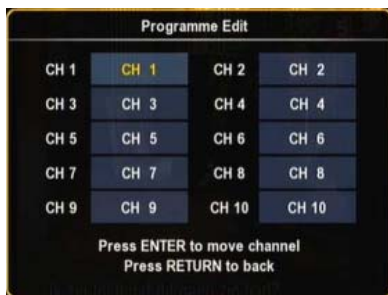 Programme Edit
CH 1 CH 1 CH 2 CH 2
CH 3 CH 3 CH 4 CH 4
CH 5 CH 5 CH 6 CH 6
CH 7 CH 7 CH 8 CH 8
CH 9 CH 9 CH 10 CH 10
Press ENTER to move channel
Press RETURN to back